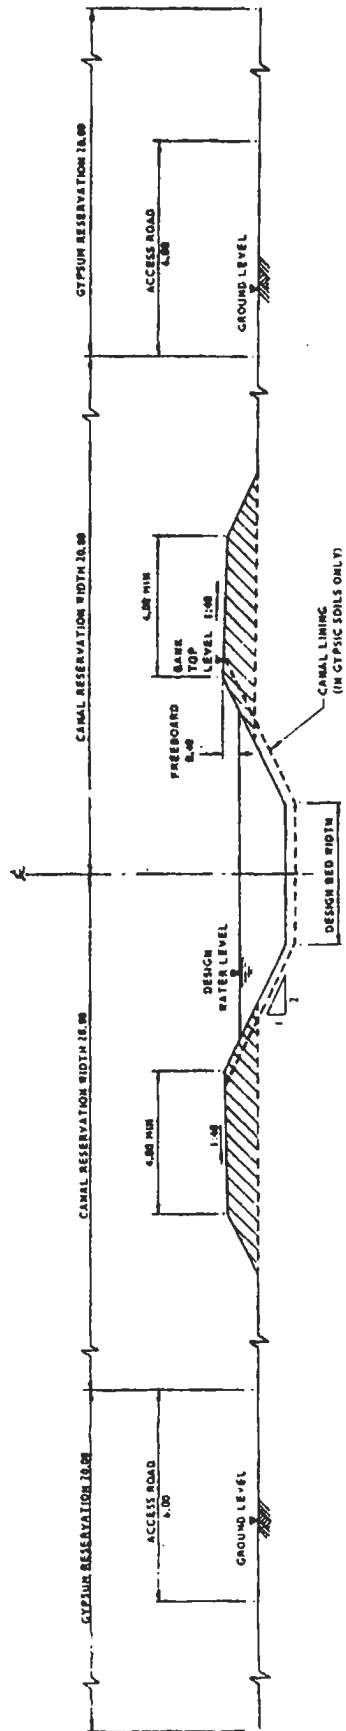 GYPSUM RESERVATION 20.00
CANAL RESERVATION WIDTH 20.00
CANAL RESERVATION WIDTH 20.00
GYPSUM RESERVATION 20.00
ACCESS ROAD
6.00
4.00 MIN
1:40
DESIGN
WATER LEVEL
FREEBOARD
0.40
BANK
TOP
LEVEL
1:40
4.00 MIN
ACCESS ROAD
6.00
GROUND LEVEL
1
2
DESIGN BED WIDTH
CANAL LINING
(IN GYPSIC SOILS ONLY)
GROUND LEVEL